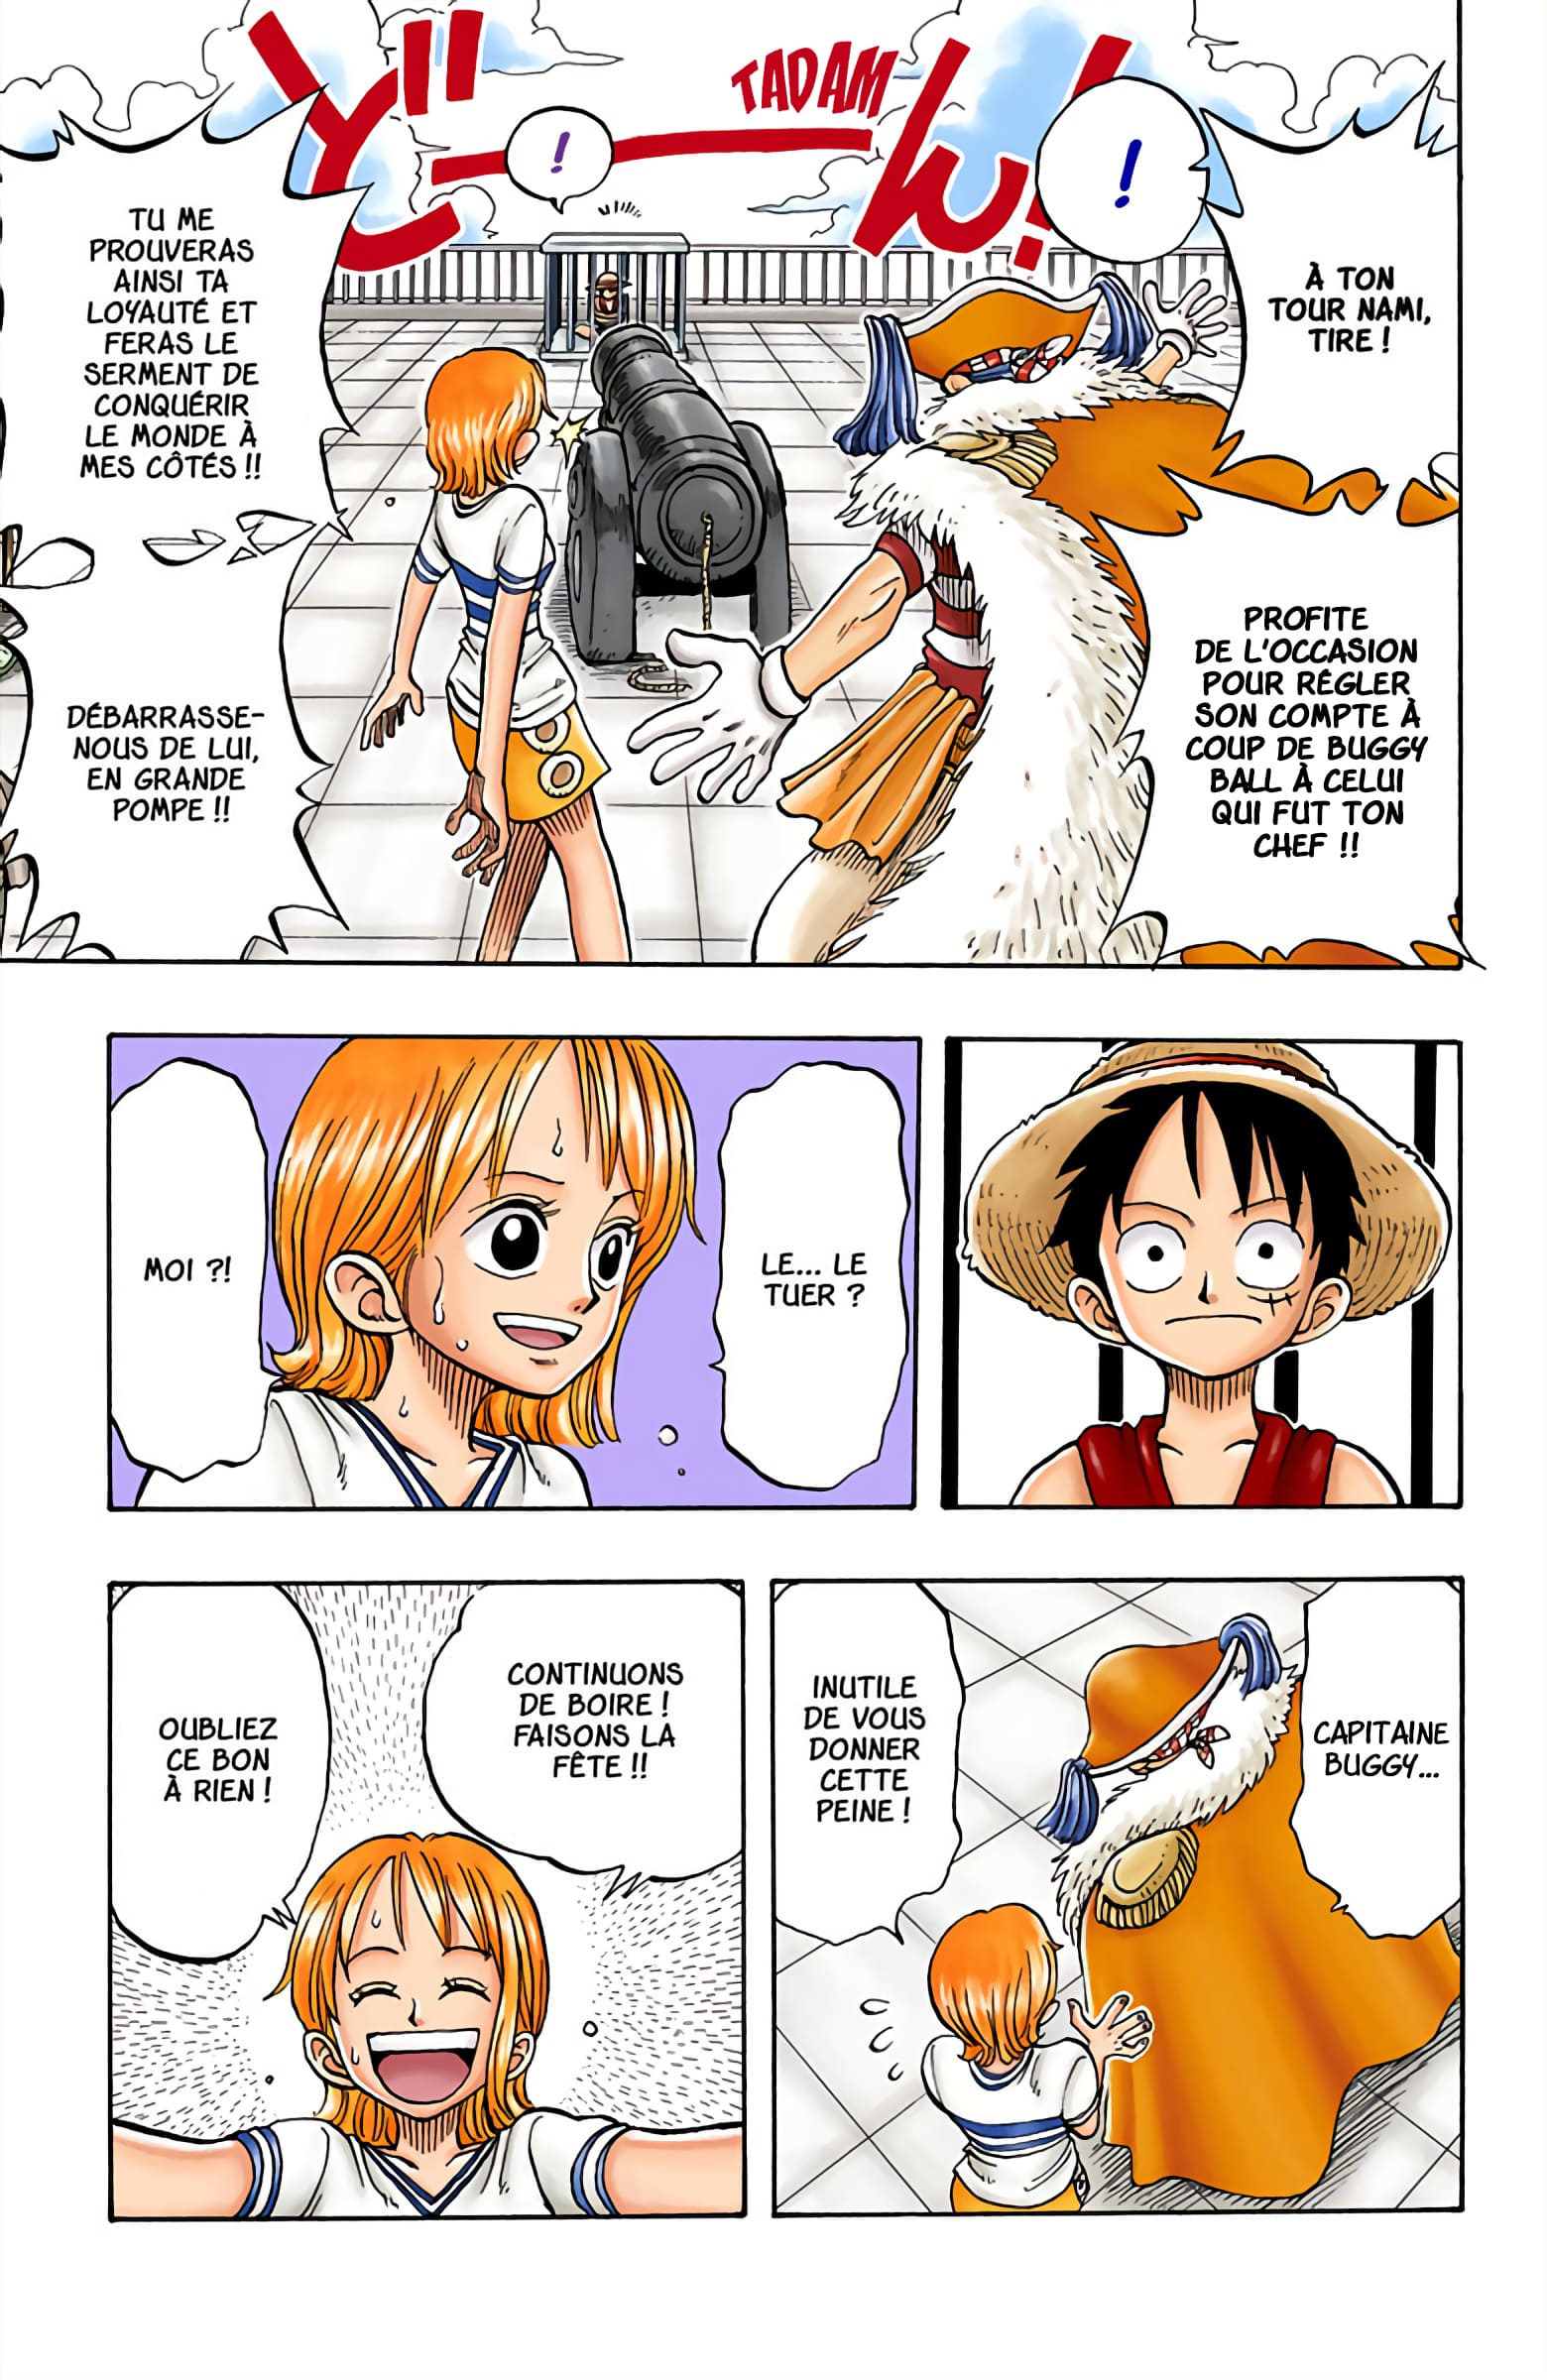 ドーン!
TADAM
!
!
À TON
TOUR NAMI,
TIRE !
PROFITE
DE L'OCCASION
POUR RÉGLER
SON COMPTE À
COUP DE BUGGY
BALL À CELUI
QUI FUT TON
CHEF !!
TU ME
PROUVERAS
AINSI TA
LOYAUTÉ ET
FERAS LE
SERMENT DE
CONQUÉRIR
LE MONDE À
MES CÔTÉS !!
DÉBARRASSE-
NOUS DE LUI,
EN GRANDE
POMPE !!
LE... LE
TUER ?
MOI ?!
CAPITAINE
BUGGY...
INUTILE
DE VOUS
DONNER
CETTE
PEINE !
CONTINUONS
DE BOIRE !
FAISONS LA
FÊTE !!
OUBLIEZ
CE BON
À RIEN !